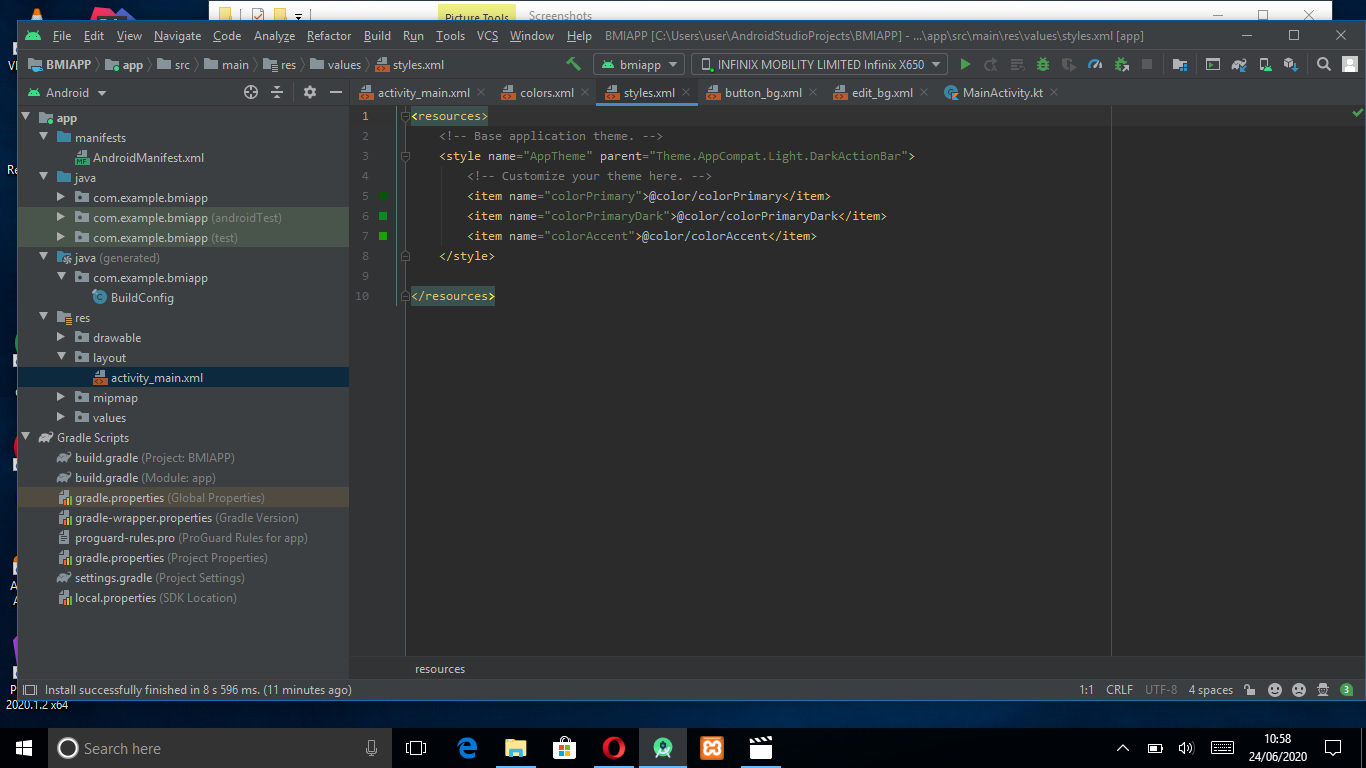 Picture Tools Screenshots
File Edit View Navigate Code Analyze Refactor Build Run Tools VCS Window Help BMIAPP [C:\Users\user\AndroidStudioProjects\BMIAPP] - ...\app\src\main\res\values\styles.xml [app]
BMIAPP app src main res values styles.xml bmiapp INFINIX MOBILITY LIMITED Infinix X650
Android activity_main.xml colors.xml styles.xml button_bg.xml edit_bg.xml MainActivity.kt
app
manifests
AndroidManifest.xml
java
com.example.bmiapp
com.example.bmiapp (androidTest)
com.example.bmiapp (test)
java (generated)
com.example.bmiapp
BuildConfig
res
drawable
layout
activity_main.xml
mipmap
values
Gradle Scripts
build.gradle (Project: BMIAPP)
build.gradle (Module: app)
gradle.properties (Global Properties)
gradle-wrapper.properties (Gradle Version)
proguard-rules.pro (ProGuard Rules for app)
gradle.properties (Project Properties)
settings.gradle (Project Settings)
local.properties (SDK Location)
1 <resources>
2 <!-- Base application theme. -->
3 <style name="AppTheme" parent="Theme.AppCompat.Light.DarkActionBar">
4 <!-- Customize your theme here. -->
5 <item name="colorPrimary">@color/colorPrimary</item>
6 <item name="colorPrimaryDark">@color/colorPrimaryDark</item>
7 <item name="colorAccent">@color/colorAccent</item>
8 </style>
9
10 </resources>
resources
Install successfully finished in 8 s 596 ms. (11 minutes ago) 1:1 CRLF UTF-8 4 spaces 3
2020.1.2 x64
Search here 10:58
24/06/2020